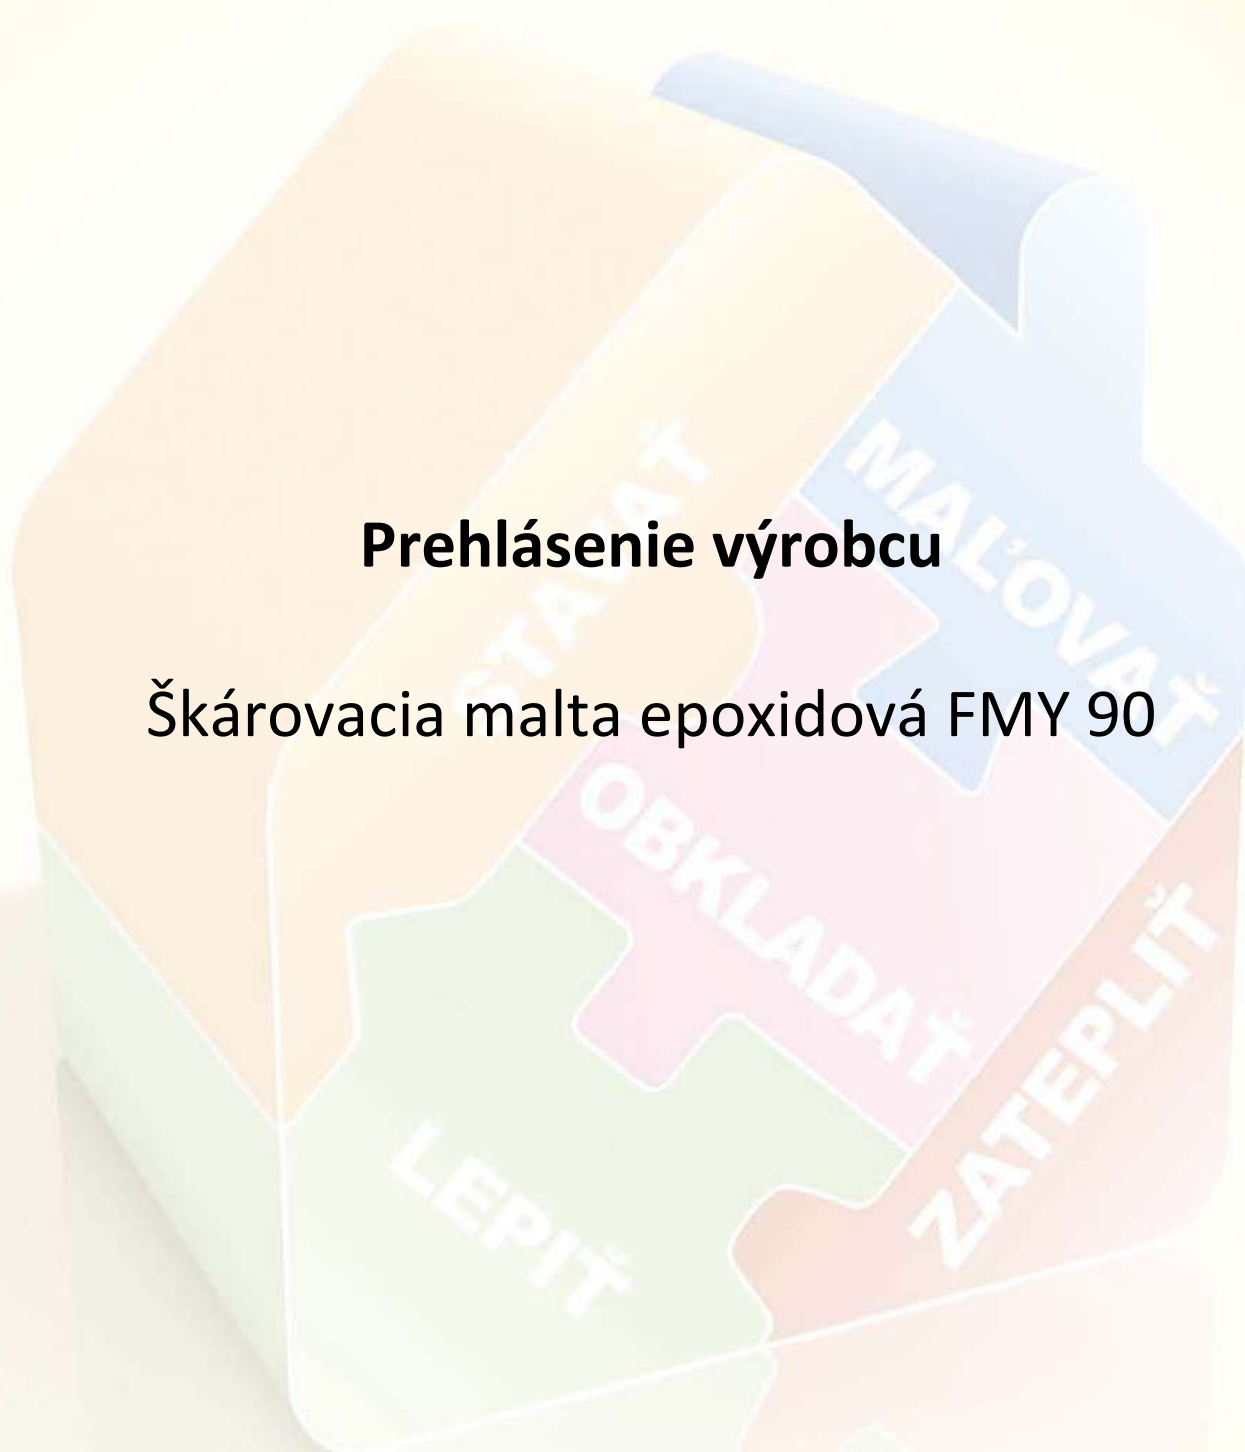 STAVAŤ
MAĽOVAŤ
Prehlásenie výrobcu
Škárovacia malta epoxidová FMY 90
OBKLADAŤ
ZATEPLIŤ
LEPIŤ